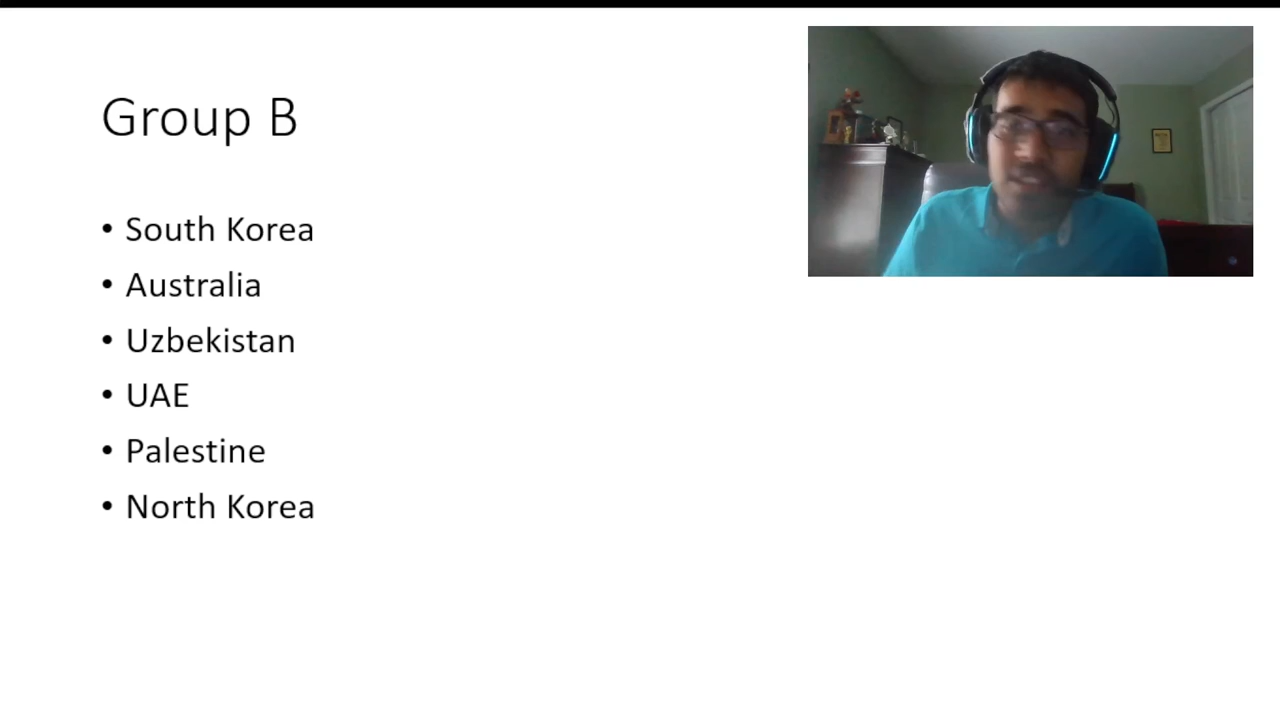 Group B
• South Korea
• Australia
• Uzbekistan
• UAE
• Palestine
• North Korea